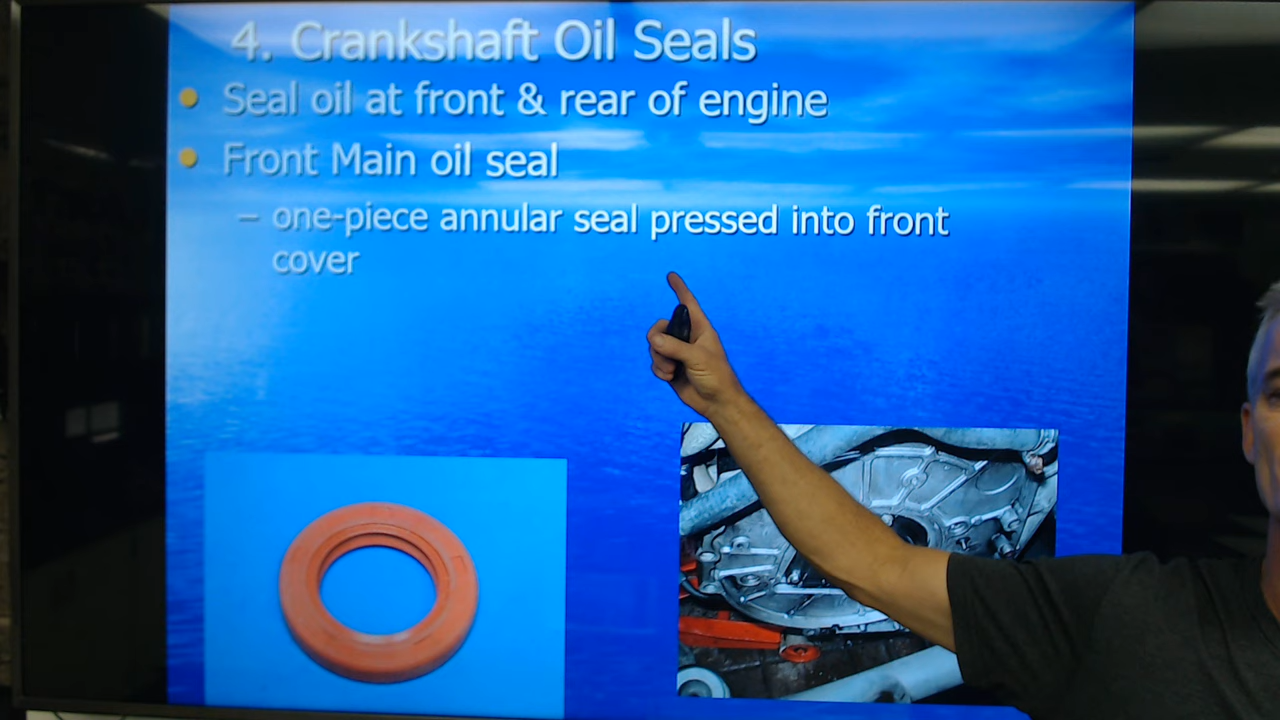 4. Crankshaft Oil Seals
• Seal oil at front & rear of engine
• Front Main oil seal
– one-piece annular seal pressed into front
cover